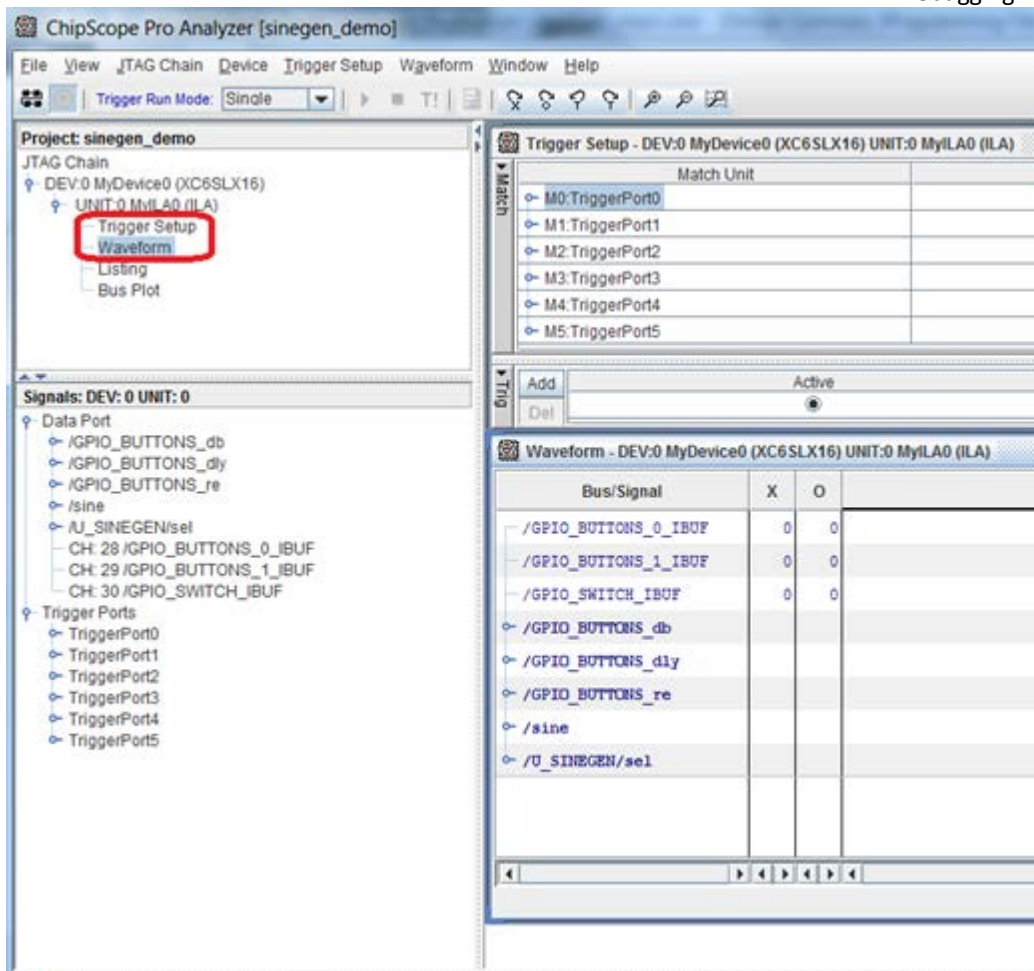 ChipScope Pro Analyzer [sinegen_demo]
File View JTAG Chain Device Trigger Setup Waveform Window Help
Trigger Run Mode: Single T!
Project: sinegen_demo
JTAG Chain
DEV:0 MyDevice0 (XC6SLX16)
UNIT:0 MyILA0 (ILA)
Trigger Setup
Waveform
Listing
Bus Plot
Signals: DEV: 0 UNIT: 0
Data Port
/GPIO_BUTTONS_db
/GPIO_BUTTONS_dly
/GPIO_BUTTONS_re
/sine
/U_SINEGEN/sel
CH: 28 /GPIO_BUTTONS_0_IBUF
CH: 29 /GPIO_BUTTONS_1_IBUF
CH: 30 /GPIO_SWITCH_IBUF
Trigger Ports
TriggerPort0
TriggerPort1
TriggerPort2
TriggerPort3
TriggerPort4
TriggerPort5
Trigger Setup - DEV:0 MyDevice0 (XC6SLX16) UNIT:0 MyILA0 (ILA)
Match
Match Unit
M0:TriggerPort0
M1:TriggerPort1
M2:TriggerPort2
M3:TriggerPort3
M4:TriggerPort4
M5:TriggerPort5
Trig
Add Active
Del
Waveform - DEV:0 MyDevice0 (XC6SLX16) UNIT:0 MyILA0 (ILA)
Bus/Signal X O
/GPIO_BUTTONS_0_IBUF 0 0
/GPIO_BUTTONS_1_IBUF 0 0
/GPIO_SWITCH_IBUF 0 0
/GPIO_BUTTONS_db
/GPIO_BUTTONS_dly
/GPIO_BUTTONS_re
/sine
/U_SINEGEN/sel